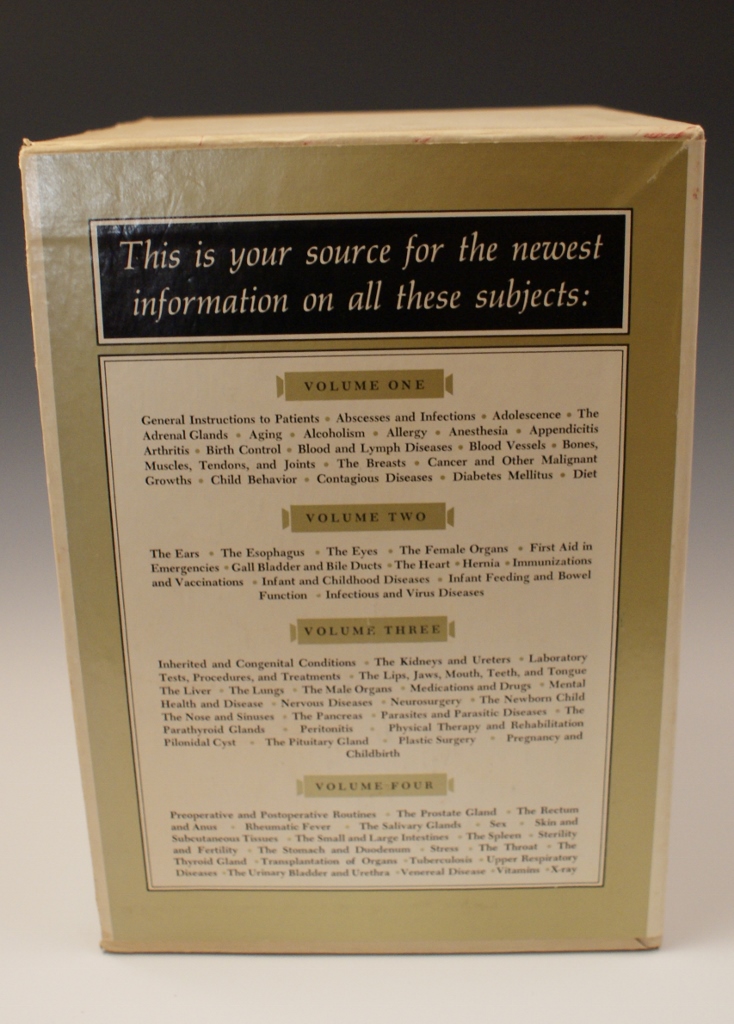 This is your source for the newest
information on all these subjects:
VOLUME ONE
General Instructions to Patients • Abscesses and Infections • Adolescence • The
Adrenal Glands • Aging • Alcoholism • Allergy • Anesthesia • Appendicitis
Arthritis • Birth Control • Blood and Lymph Diseases • Blood Vessels • Bones,
Muscles, Tendons, and Joints • The Breasts • Cancer and Other Malignant
Growths • Child Behavior • Contagious Diseases • Diabetes Mellitus • Diet
VOLUME TWO
The Ears • The Esophagus • The Eyes • The Female Organs • First Aid in
Emergencies • Gall Bladder and Bile Ducts • The Heart • Hernia • Immunizations
and Vaccinations • Infant and Childhood Diseases • Infant Feeding and Bowel
Function • Infectious and Virus Diseases
VOLUME THREE
Inherited and Congenital Conditions • The Kidneys and Ureters • Laboratory
Tests, Procedures, and Treatments • The Lips, Jaws, Mouth, Teeth, and Tongue
The Liver • The Lungs • The Male Organs • Medications and Drugs • Mental
Health and Disease • Nervous Diseases • Neurosurgery • The Newborn Child
The Nose and Sinuses • The Pancreas • Parasites and Parasitic Diseases • The
Parathyroid Glands • Peritonitis • Physical Therapy and Rehabilitation
Pilonidal Cyst • The Pituitary Gland • Plastic Surgery • Pregnancy and
Childbirth
VOLUME FOUR
Preoperative and Postoperative Routines • The Prostate Gland • The Rectum
and Anus • Rheumatic Fever • The Salivary Glands • Sex • Skin and
Subcutaneous Tissues • The Small and Large Intestines • The Spleen • Sterility
and Fertility • The Stomach and Duodenum • Stress • The Throat • The
Thyroid Gland • Transplantation of Organs • Tuberculosis • Upper Respiratory
Diseases • The Urinary Bladder and Urethra • Venereal Disease • Vitamins • X-ray